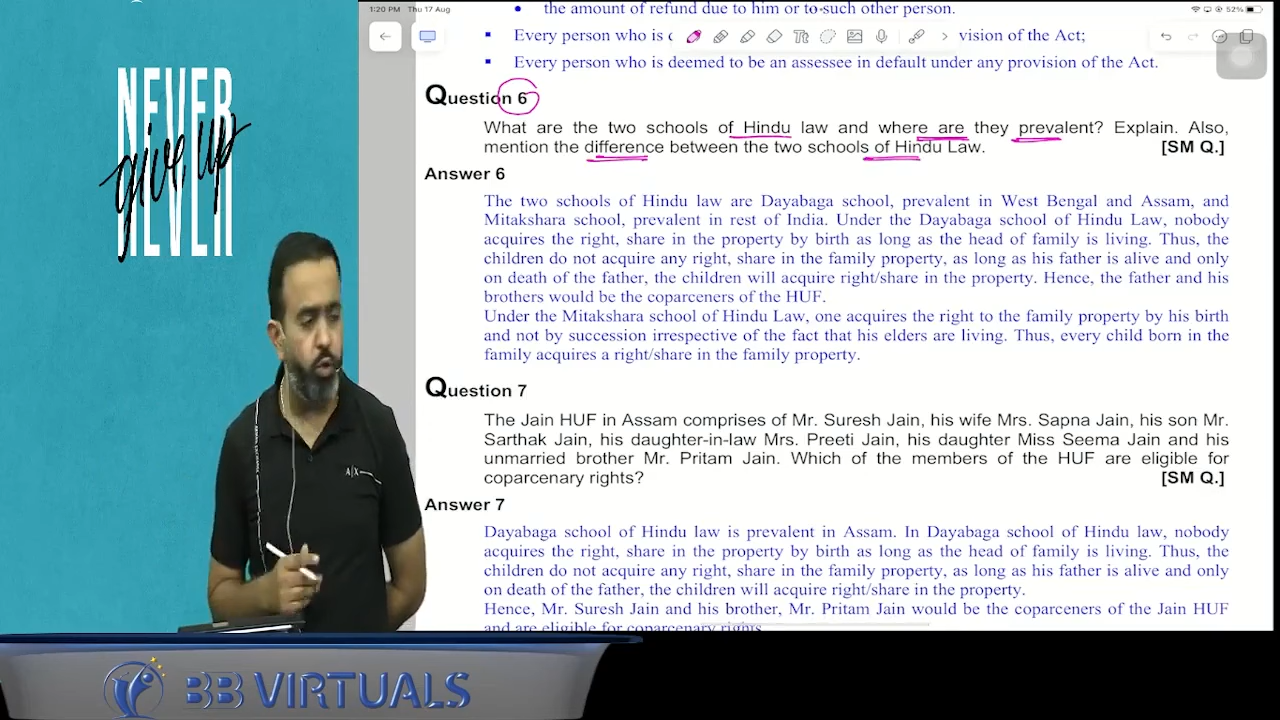 1:20 PM Thu 17 Aug
52%
the amount of refund due to him or to such other person.
Every person who is
vision of the Act;
Every person who is deemed to be an assessee in default under any provision of the Act.
Question 6
What are the two schools of Hindu law and where are they prevalent? Explain. Also,
mention the difference between the two schools of Hindu Law. [SM Q.]
Answer 6
The two schools of Hindu law are Dayabaga school, prevalent in West Bengal and Assam, and
Mitakshara school, prevalent in rest of India. Under the Dayabaga school of Hindu Law, nobody
acquires the right, share in the property by birth as long as the head of family is living. Thus, the
children do not acquire any right, share in the family property, as long as his father is alive and only
on death of the father, the children will acquire right/share in the property. Hence, the father and his
brothers would be the coparceners of the HUF.
Under the Mitakshara school of Hindu Law, one acquires the right to the family property by his birth
and not by succession irrespective of the fact that his elders are living. Thus, every child born in the
family acquires a right/share in the family property.
Question 7
The Jain HUF in Assam comprises of Mr. Suresh Jain, his wife Mrs. Sapna Jain, his son Mr.
Sarthak Jain, his daughter-in-law Mrs. Preeti Jain, his daughter Miss Seema Jain and his
unmarried brother Mr. Pritam Jain. Which of the members of the HUF are eligible for
coparcenary rights? [SM Q.]
Answer 7
Dayabaga school of Hindu law is prevalent in Assam. In Dayabaga school of Hindu law, nobody
acquires the right, share in the property by birth as long as the head of family is living. Thus, the
children do not acquire any right, share in the family property, as long as his father is alive and only
on death of the father, the children will acquire right/share in the property.
Hence, Mr. Suresh Jain and his brother, Mr. Pritam Jain would be the coparceners of the Jain HUF
and are eligible for coparcenary rights.
NEVER
give up
NEVER
A|X
BB VIRTUALS